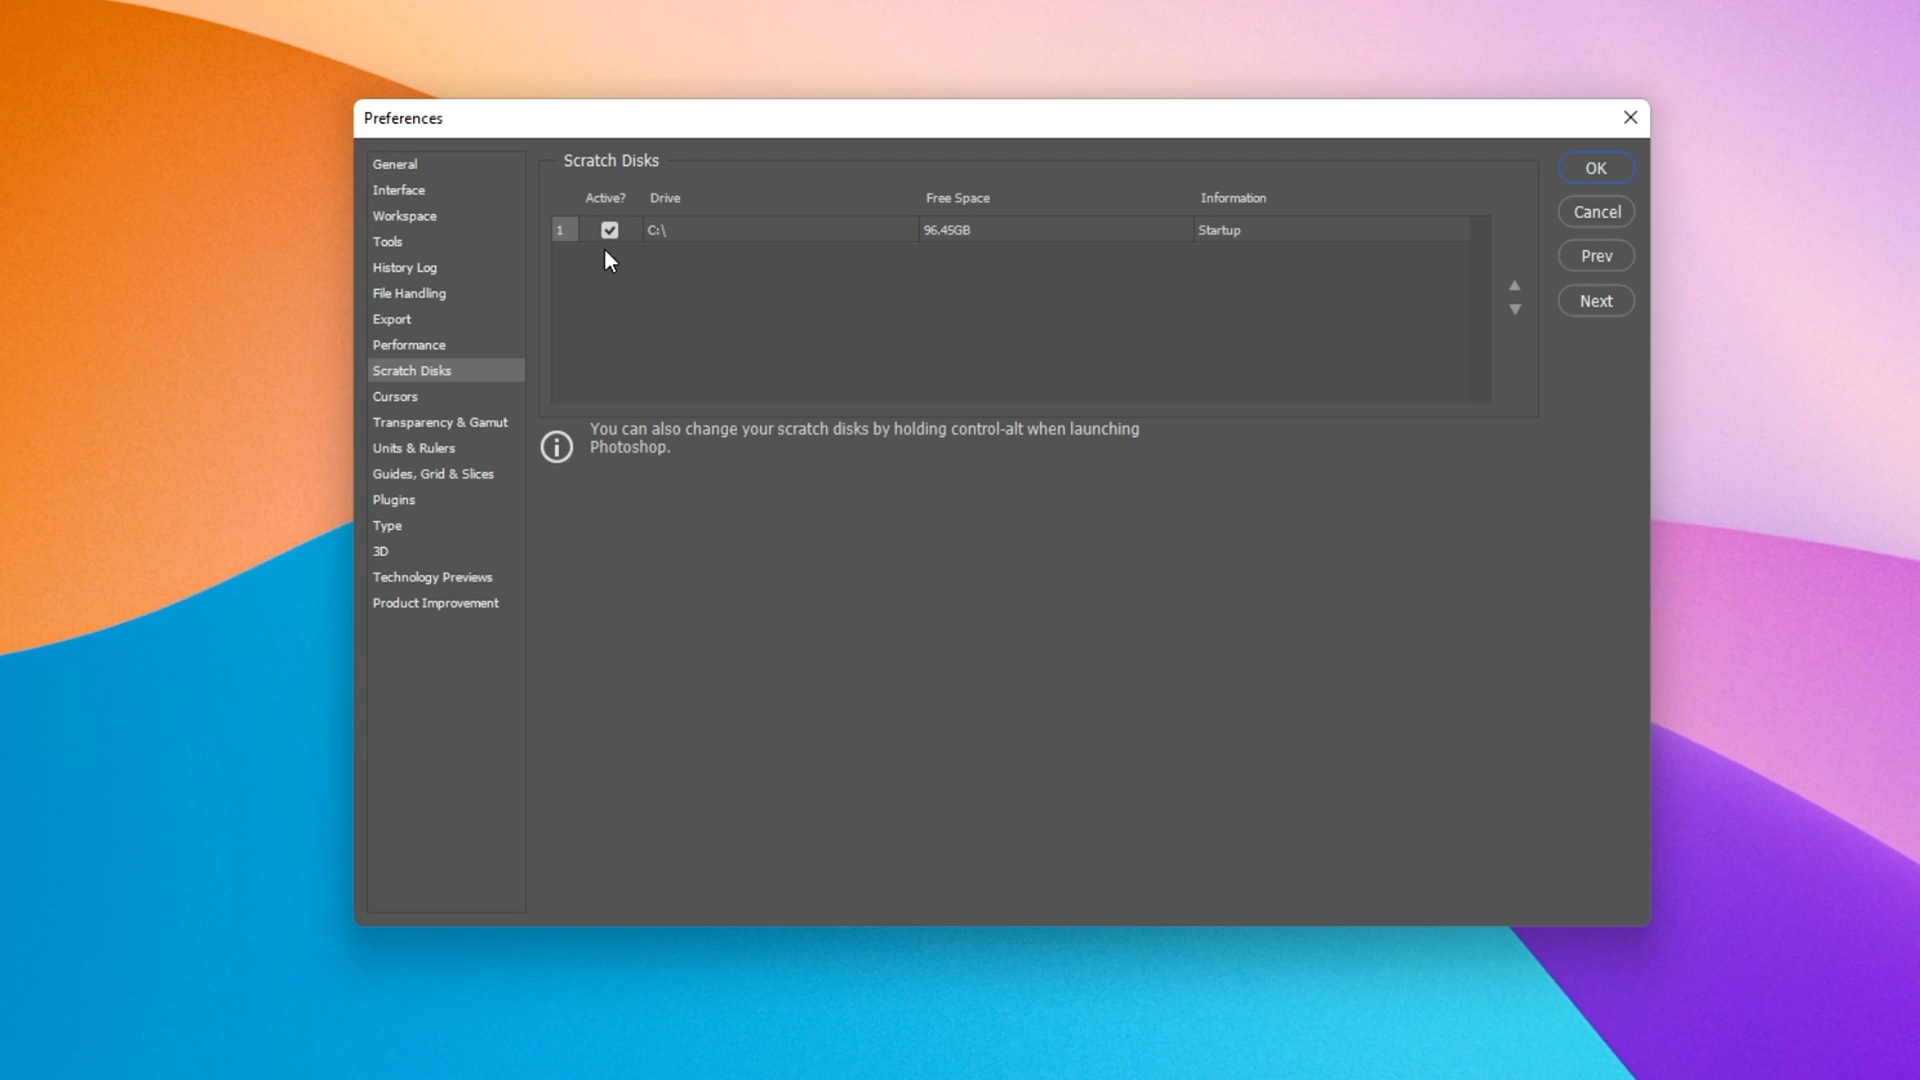 Preferences
General
Interface
Workspace
Tools
History Log
File Handling
Export
Performance
Scratch Disks
Cursors
Transparency & Gamut
Units & Rulers
Guides, Grid & Slices
Plugins
Type
3D
Technology Previews
Product Improvement
Scratch Disks
Active? Drive Free Space Information
1 C:\ 96.45GB Startup
You can also change your scratch disks by holding control-alt when launching
Photoshop.
OK
Cancel
Prev
Next